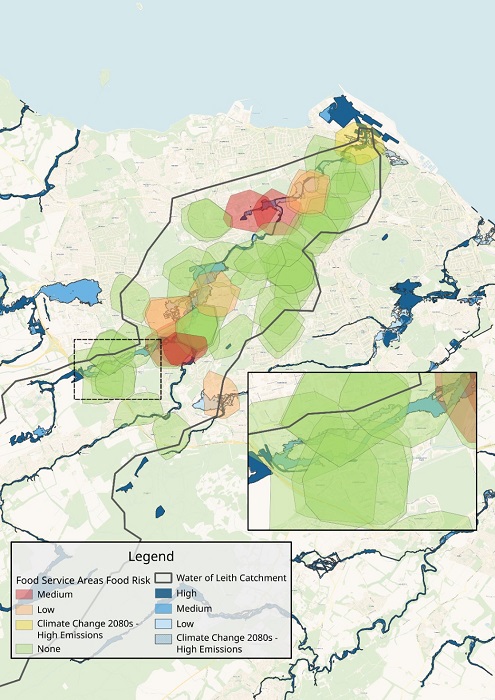 Legend
Food Service Areas Food Risk
Medium
Low
Climate Change 2080s -
High Emissions
None
Water of Leith Catchment
High
Medium
Low
Climate Change 2080s -
High Emissions